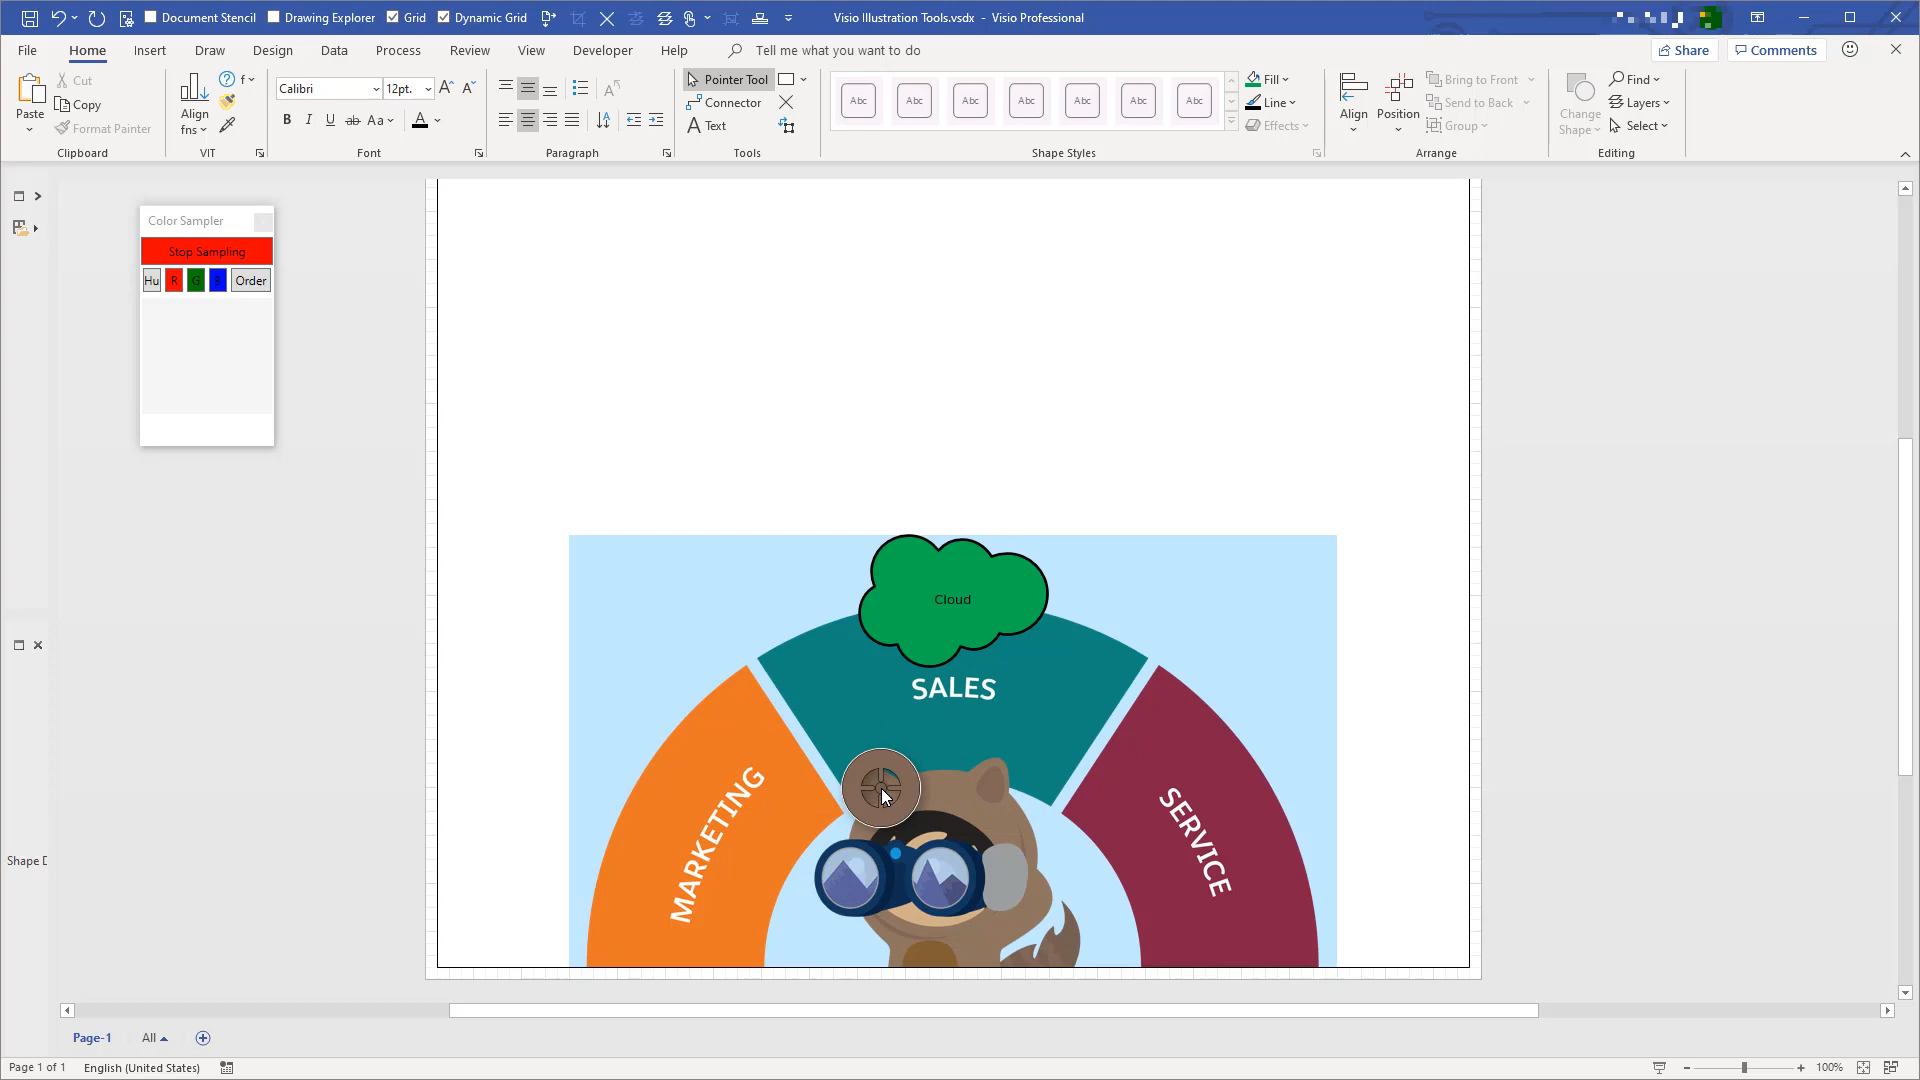 Document Stencil Drawing Explorer Grid Dynamic Grid Visio Illustration Tools.vsdx - Visio Professional
File Home Insert Draw Design Data Process Review View Developer Help Tell me what you want to do Share Comments
Paste
Cut
Copy
Format Painter
Clipboard
Align
fns
f
VIT
Calibri 12pt. A A
B I U ab Aa A
Font
Paragraph
Pointer Tool
Connector
A Text
Tools
Abc Abc Abc Abc Abc Abc Abc
Shape Styles
Fill
Line
Effects
Align
Position
Bring to Front
Send to Back
Group
Arrange
Change
Shape
Find
Layers
Select
Editing
Color Sampler
Stop Sampling
Hu R G B Order
Cloud
SALES
MARKETING
SERVICE
Shape D
Page-1 All
Page 1 of 1 English (United States) 100%